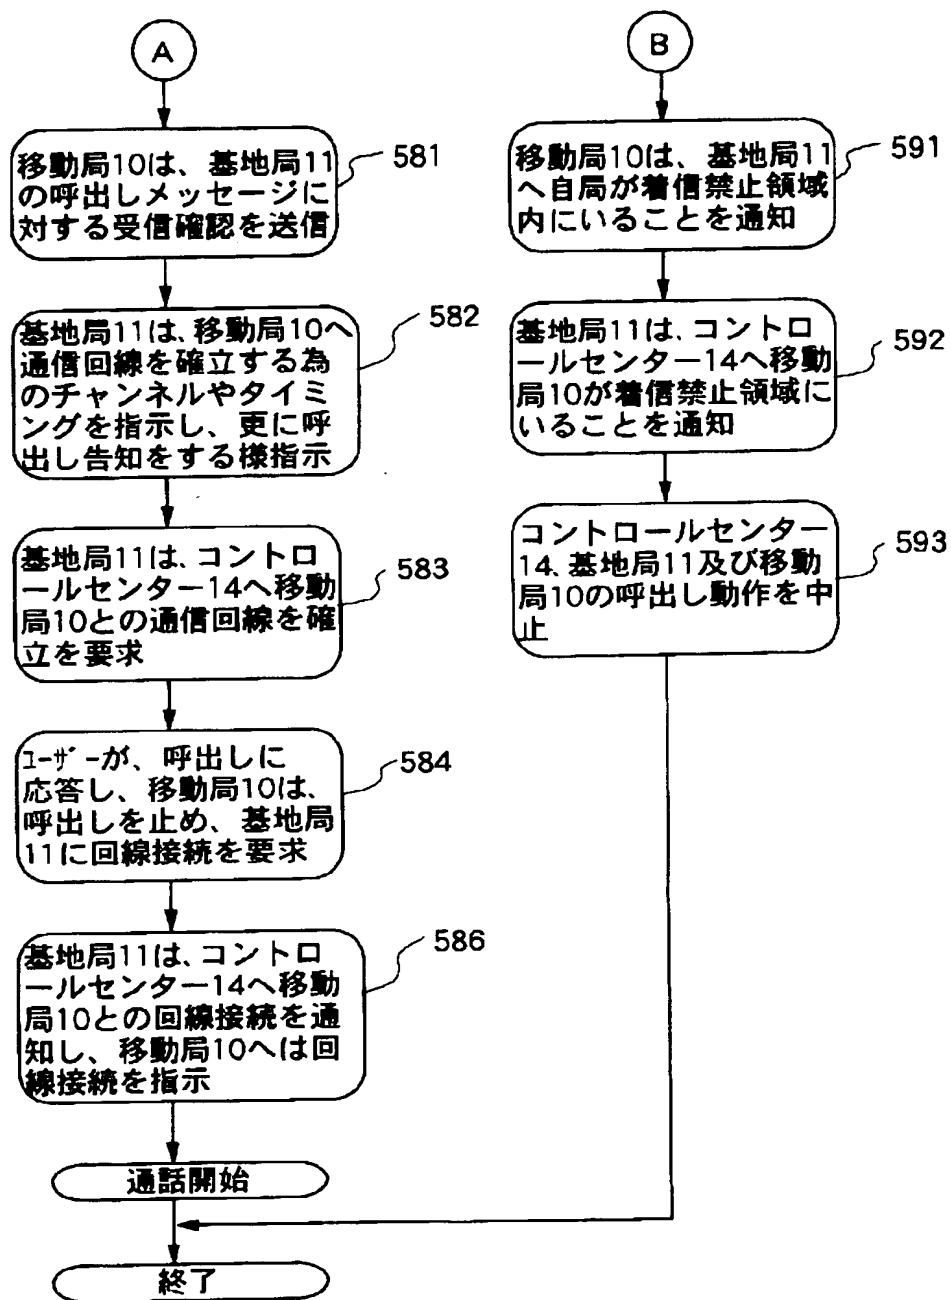 A
移動局10は、基地局11
の呼出しメッセージに
対する受信確認を送信
581
基地局11は、移動局10へ
通信回線を確立する為
のチャンネルやタイミ
ングを指示し、更に呼
出し告知をする様指示
582
基地局11は、コントロ
ールセンター14へ移動
局10との通信回線を確
立を要求
583
ユーザーが、呼出しに
応答し、移動局10は、
呼出しを止め、基地局
11に回線接続を要求
584
基地局11は、コントロ
ールセンター14へ移動
局10との回線接続を通
知し、移動局10へは回
線接続を指示
586
通話開始
終了
B
移動局10は、基地局11
へ自局が着信禁止領域
内にいることを通知
591
基地局11は、コントロ
ールセンター14へ移動
局10が着信禁止領域に
いることを通知
592
コントロールセンター
14、基地局11及び移動
局10の呼出し動作を中
止
593